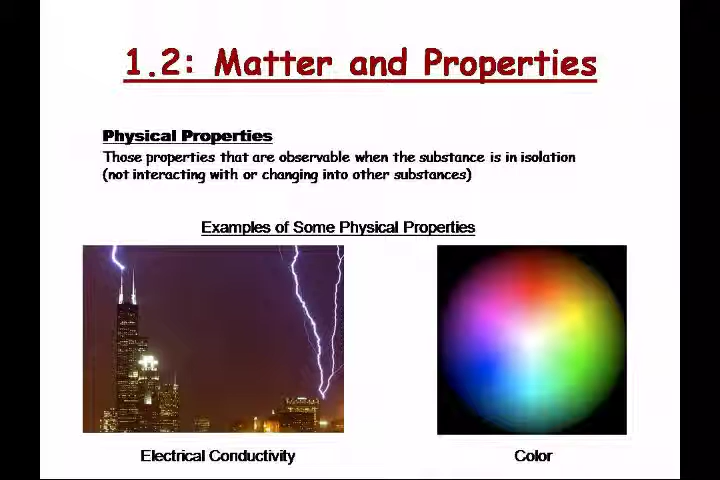 1.2: Matter and Properties
Physical Properties
Those properties that are observable when the substance is in isolation
(not interacting with or changing into other substances)
Examples of Some Physical Properties
Electrical Conductivity
Color